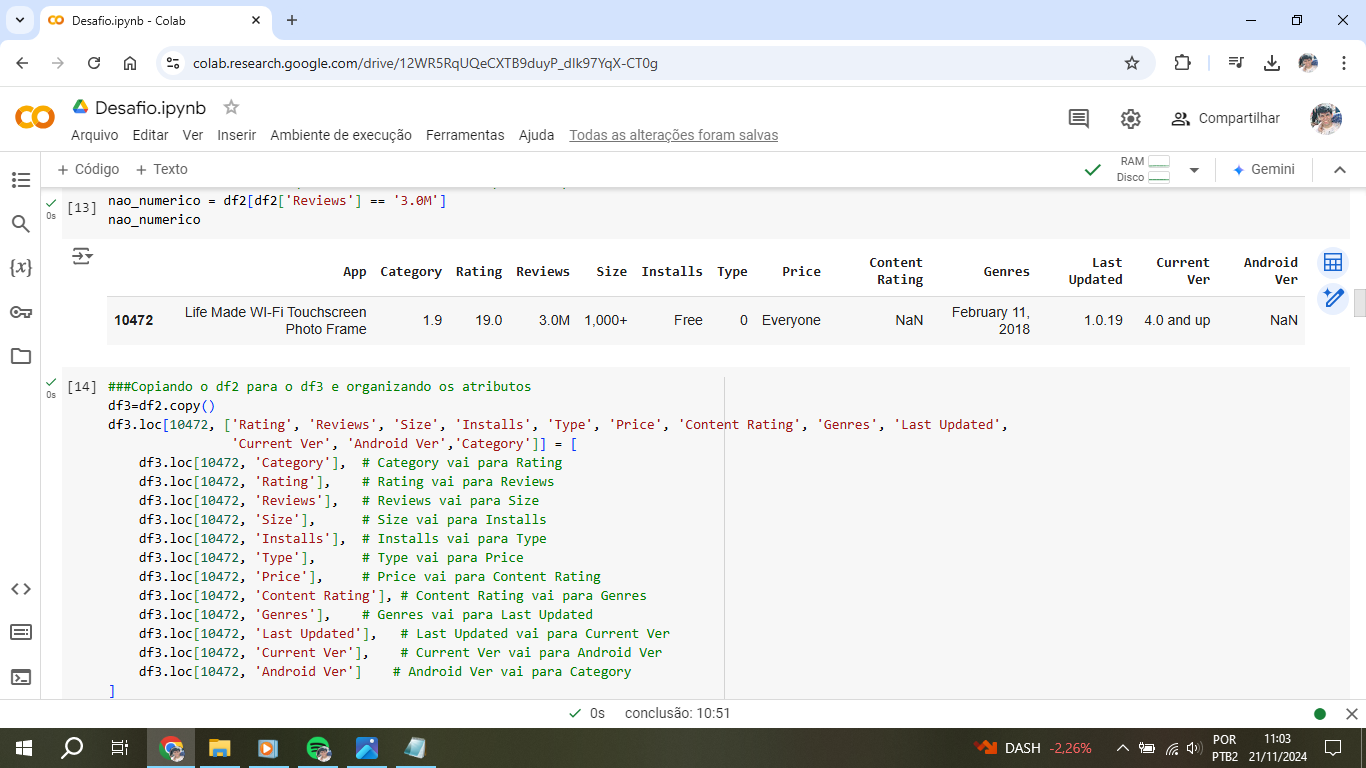 Desafio.ipynb - Colab
colab.research.google.com/drive/12WR5RqUQeCXTB9duyP_dIk97YqX-CT0g
Desafio.ipynb
Arquivo Editar Ver Inserir Ambiente de execução Ferramentas Ajuda Todas as alterações foram salvas
Compartilhar
+ Código + Texto
RAM
Disco
Gemini
[13] nao_numerico = df2[df2['Reviews'] == '3.0M']
0s
nao_numerico
App Category Rating Reviews Size Installs Type Price Content Rating Genres Last Updated Current Ver Android Ver
10472 Life Made WI-Fi Touchscreen Photo Frame 1.9 19.0 3.0M 1,000+ Free 0 Everyone NaN February 11, 2018 1.0.19 4.0 and up NaN
[14] ###Copiando o df2 para o df3 e organizando os atributos
0s
df3=df2.copy()
df3.loc[10472, ['Rating', 'Reviews', 'Size', 'Installs', 'Type', 'Price', 'Content Rating', 'Genres', 'Last Updated',
'Current Ver', 'Android Ver','Category']] = [
df3.loc[10472, 'Category'], # Category vai para Rating
df3.loc[10472, 'Rating'], # Rating vai para Reviews
df3.loc[10472, 'Reviews'], # Reviews vai para Size
df3.loc[10472, 'Size'], # Size vai para Installs
df3.loc[10472, 'Installs'], # Installs vai para Type
df3.loc[10472, 'Type'], # Type vai para Price
df3.loc[10472, 'Price'], # Price vai para Content Rating
df3.loc[10472, 'Content Rating'], # Content Rating vai para Genres
df3.loc[10472, 'Genres'], # Genres vai para Last Updated
df3.loc[10472, 'Last Updated'], # Last Updated vai para Current Ver
df3.loc[10472, 'Current Ver'], # Current Ver vai para Android Ver
df3.loc[10472, 'Android Ver'] # Android Ver vai para Category
]
0s conclusão: 10:51
DASH -2,26%
POR
PTB2
11:03
21/11/2024